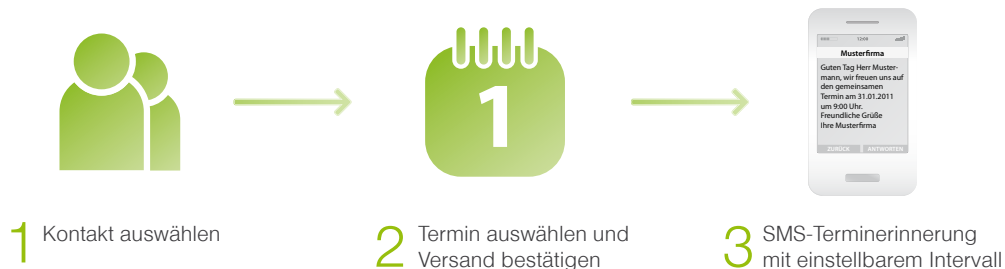 1
12:00
Musterfirma
Guten Tag Herr Muster-
mann, wir freuen uns auf
den gemeinsamen
Termin am 31.01.2011
um 9:00 Uhr.
Freundliche Grüße
Ihre Musterfirma
ZURÜCK ANTWORTEN
1 Kontakt auswählen
2 Termin auswählen und
Versand bestätigen
3 SMS-Terminerinnerung
mit einstellbarem Intervall